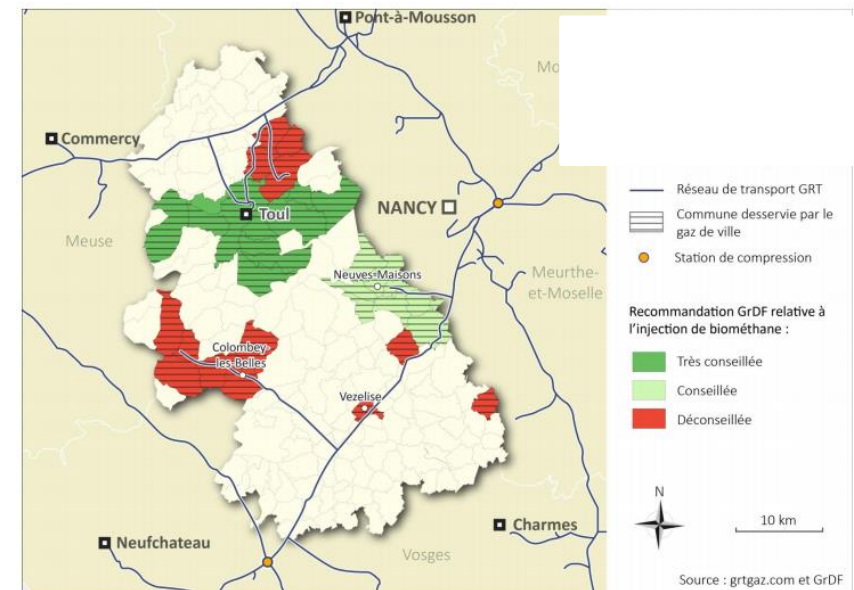 Pont-à-Mousson
Mo
Commercy
NANCY
Toul
Meuse
Neuves-Maisons
Meurthe-
et-Moselle
Colombey-
les-Belles
Vezelise
Charmes
Neufchateau
Vosges
Réseau de transport GRT
Commune desservie par le
gaz de ville
Station de compression
Recommandation GrDF relative à
l'injection de biométhane :
Très conseillée
Conseillée
Déconseillée
N
10 km
Source : grtgaz.com et GrDF